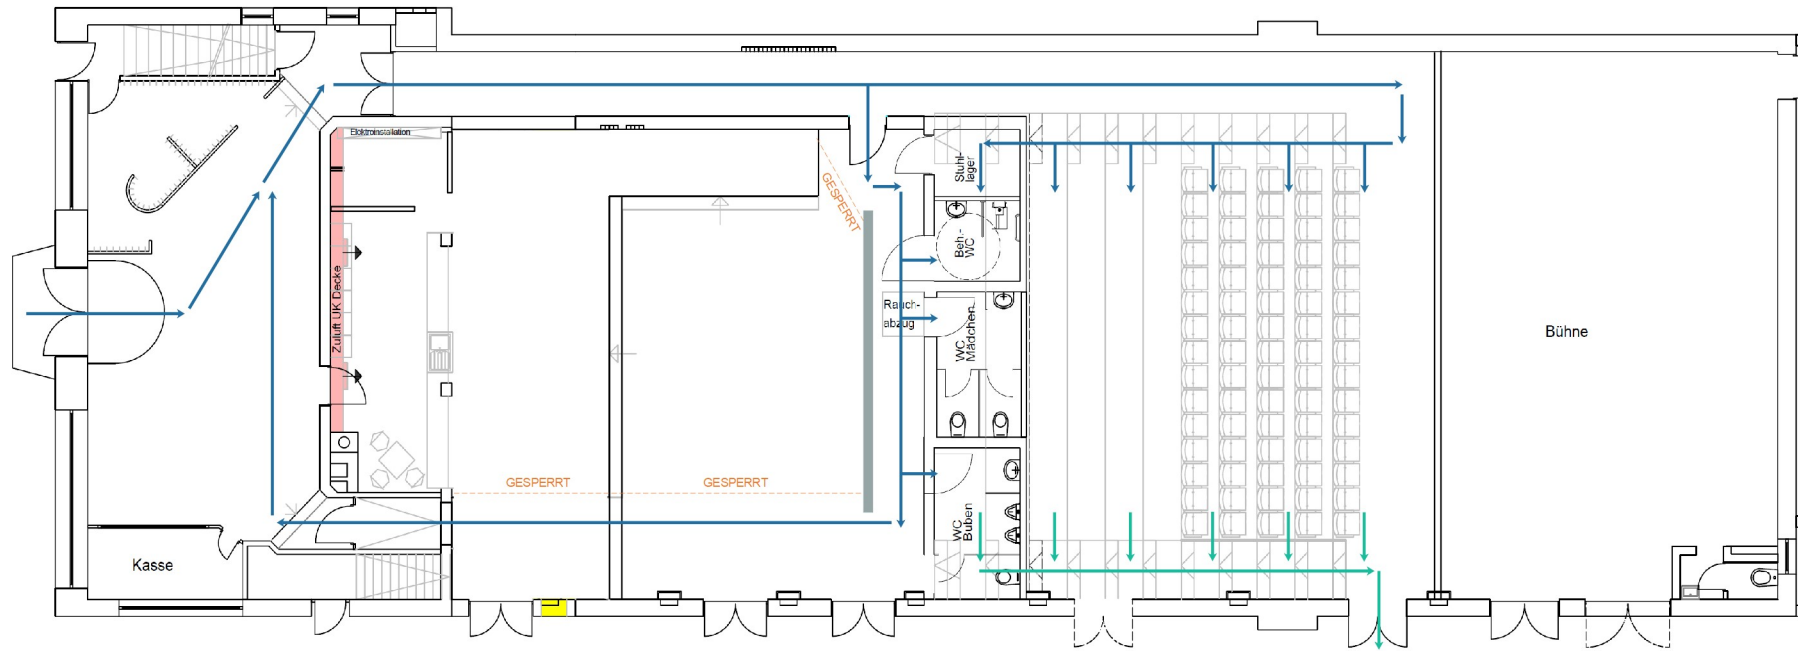 Elektroinstallation
Stuhl-
lager
GESPERRT
Beh.-
WC
Zuluft UK Decke
Rauch-
abzug
WC
Mädchen
Bühne
GESPERRT
GESPERRT
WC
Buben
Kasse